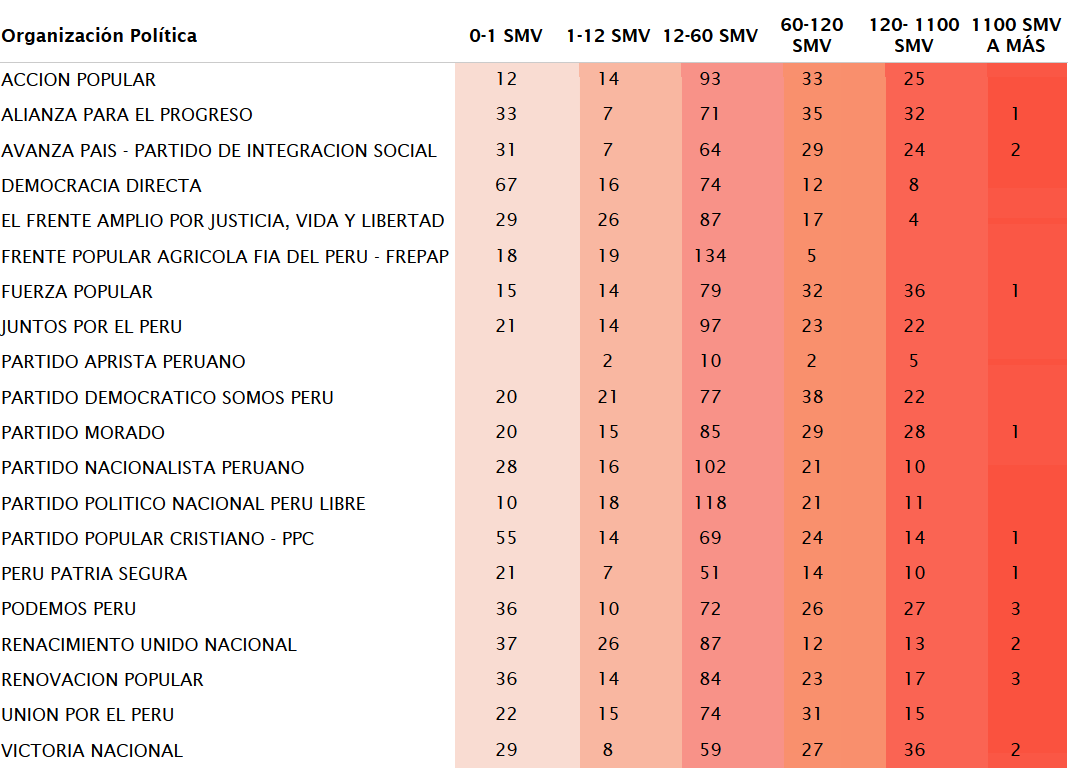 Organización Política 0-1 SMV 1-12 SMV 12-60 SMV 60-120 SMV 120- 1100 SMV 1100 SMV A MÁS
ACCION POPULAR 12 14 93 33 25
ALIANZA PARA EL PROGRESO 33 7 71 35 32 1
AVANZA PAIS - PARTIDO DE INTEGRACION SOCIAL 31 7 64 29 24 2
DEMOCRACIA DIRECTA 67 16 74 12 8
EL FRENTE AMPLIO POR JUSTICIA, VIDA Y LIBERTAD 29 26 87 17 4
FRENTE POPULAR AGRICOLA FIA DEL PERU - FREPAP 18 19 134 5
FUERZA POPULAR 15 14 79 32 36 1
JUNTOS POR EL PERU 21 14 97 23 22
PARTIDO APRISTA PERUANO 2 10 2 5
PARTIDO DEMOCRATICO SOMOS PERU 20 21 77 38 22
PARTIDO MORADO 20 15 85 29 28 1
PARTIDO NACIONALISTA PERUANO 28 16 102 21 10
PARTIDO POLITICO NACIONAL PERU LIBRE 10 18 118 21 11
PARTIDO POPULAR CRISTIANO - PPC 55 14 69 24 14 1
PERU PATRIA SEGURA 21 7 51 14 10 1
PODEMOS PERU 36 10 72 26 27 3
RENACIMIENTO UNIDO NACIONAL 37 26 87 12 13 2
RENOVACION POPULAR 36 14 84 23 17 3
UNION POR EL PERU 22 15 74 31 15
VICTORIA NACIONAL 29 8 59 27 36 2